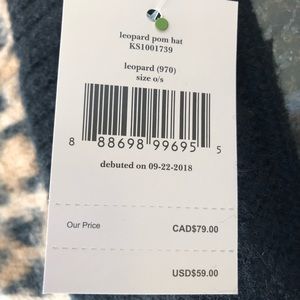 leopard pom hat
KS1001739
leopard (970)
size o/s
8 88698 99695 5
debuted on 09-22-2018
Our Price CAD$79.00
USD$59.00